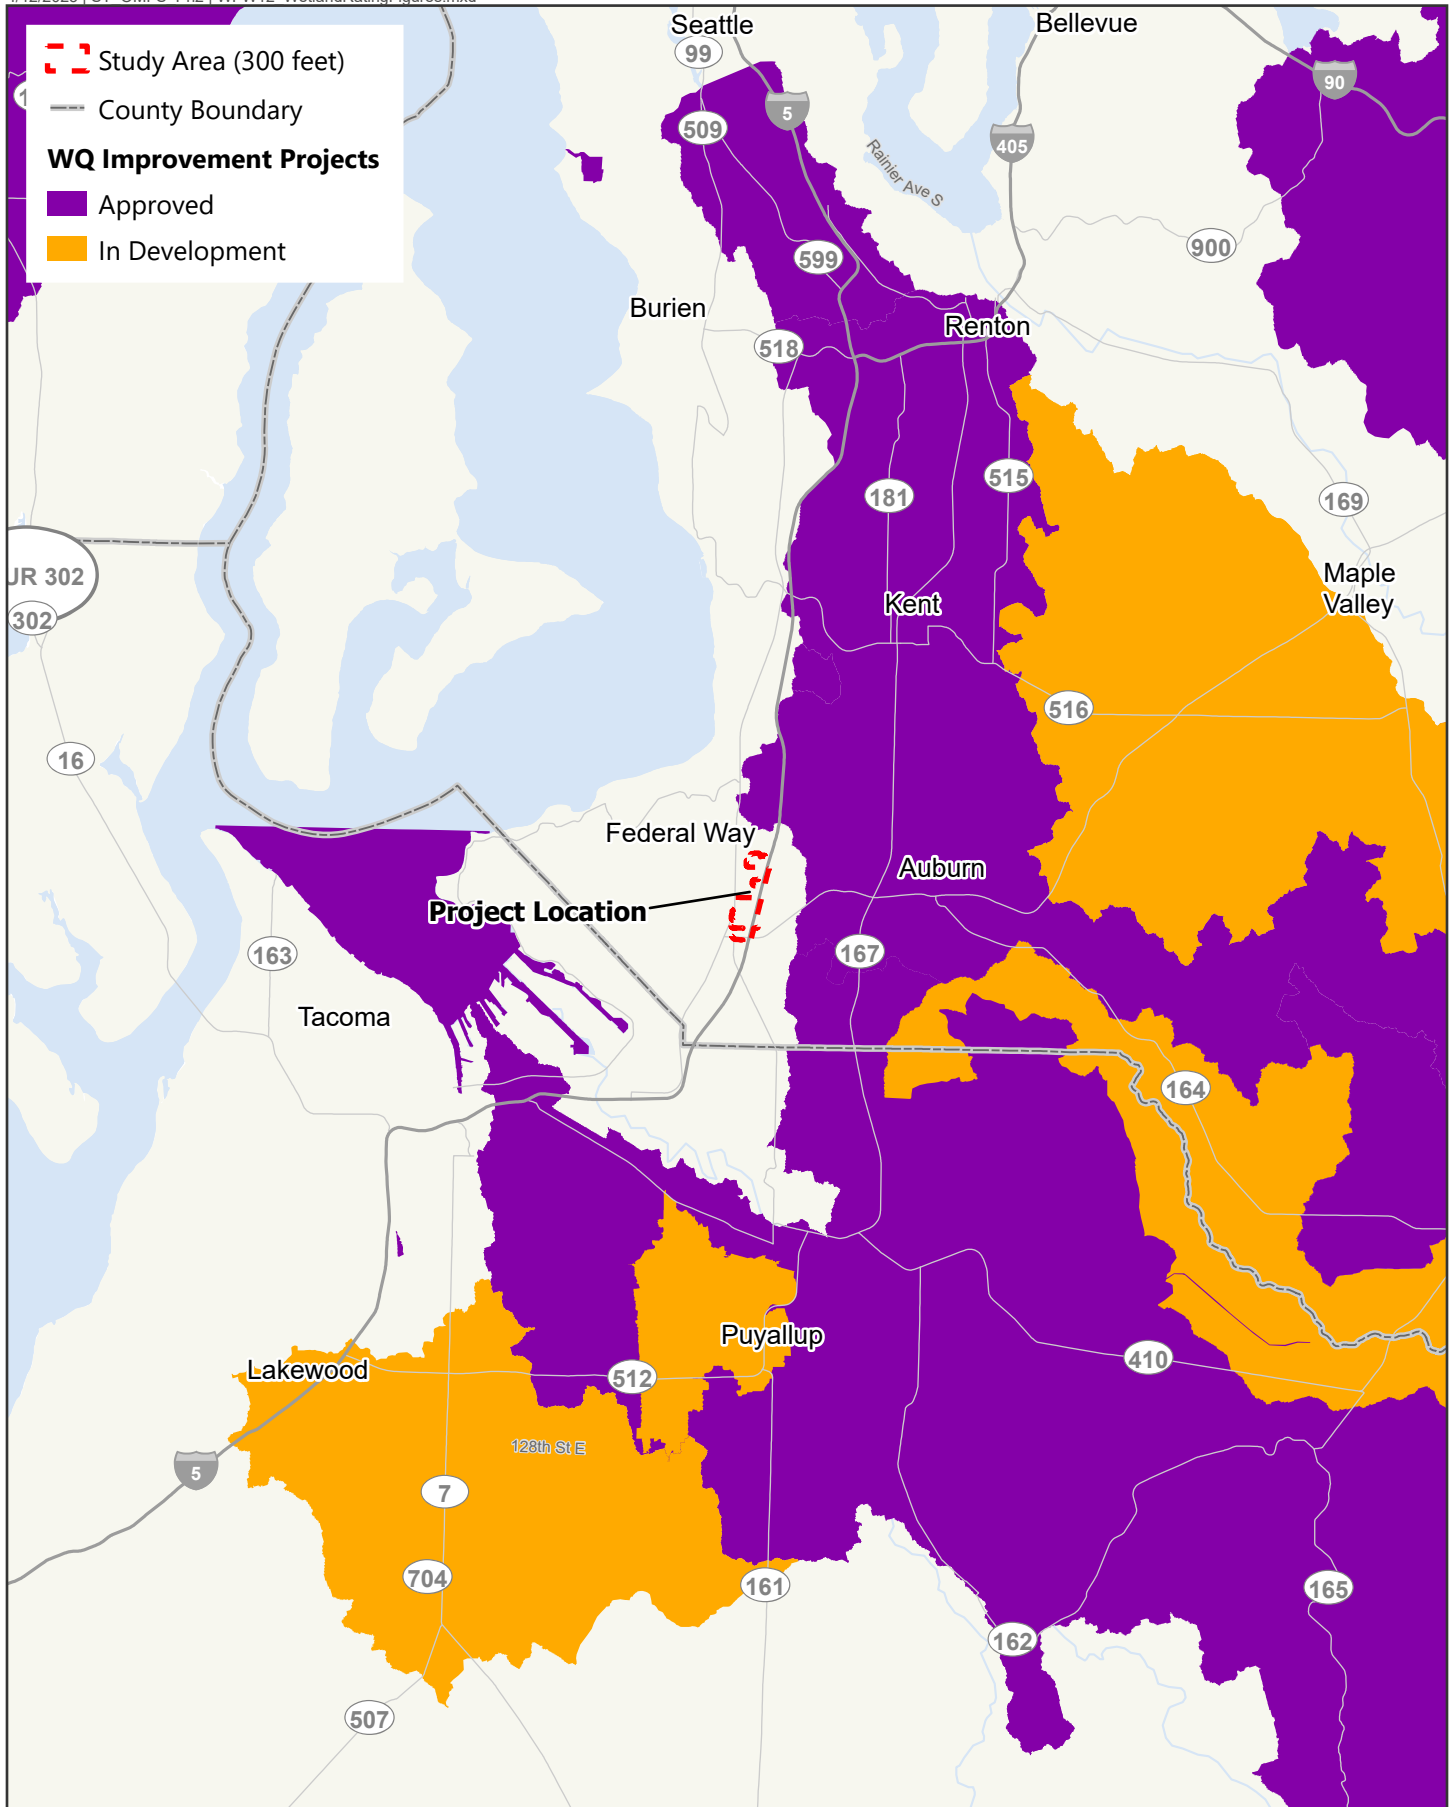 Study Area (300 feet)
County Boundary
WQ Improvement Projects
Approved
In Development
Seattle
Bellevue
99
5
90
509
405
Rainier Ave S
599
900
Burien
Renton
518
515
181
169
JR 302
302
Kent
Maple
Valley
516
16
Federal Way
Auburn
Project Location
163
167
Tacoma
164
Puyallup
410
Lakewood
512
128th St E
5
7
704
161
165
162
507